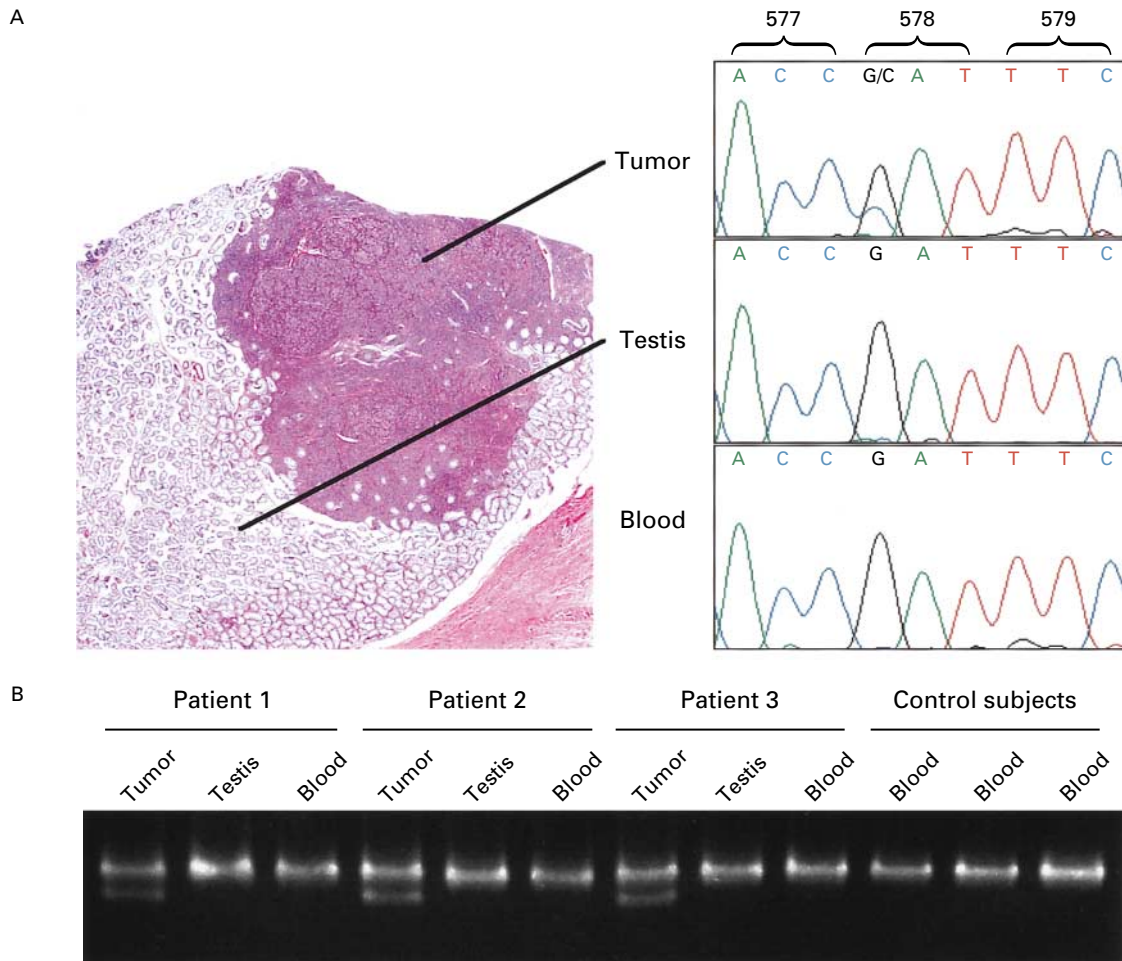 A
577 578 579
A C C G/C A T T T C
Tumor
A C C G A T T T C
Testis
A C C G A T T T C
Blood
B
Patient 1 Patient 2 Patient 3 Control subjects
Tumor Testis Blood Tumor Testis Blood Tumor Testis Blood Blood Blood Blood